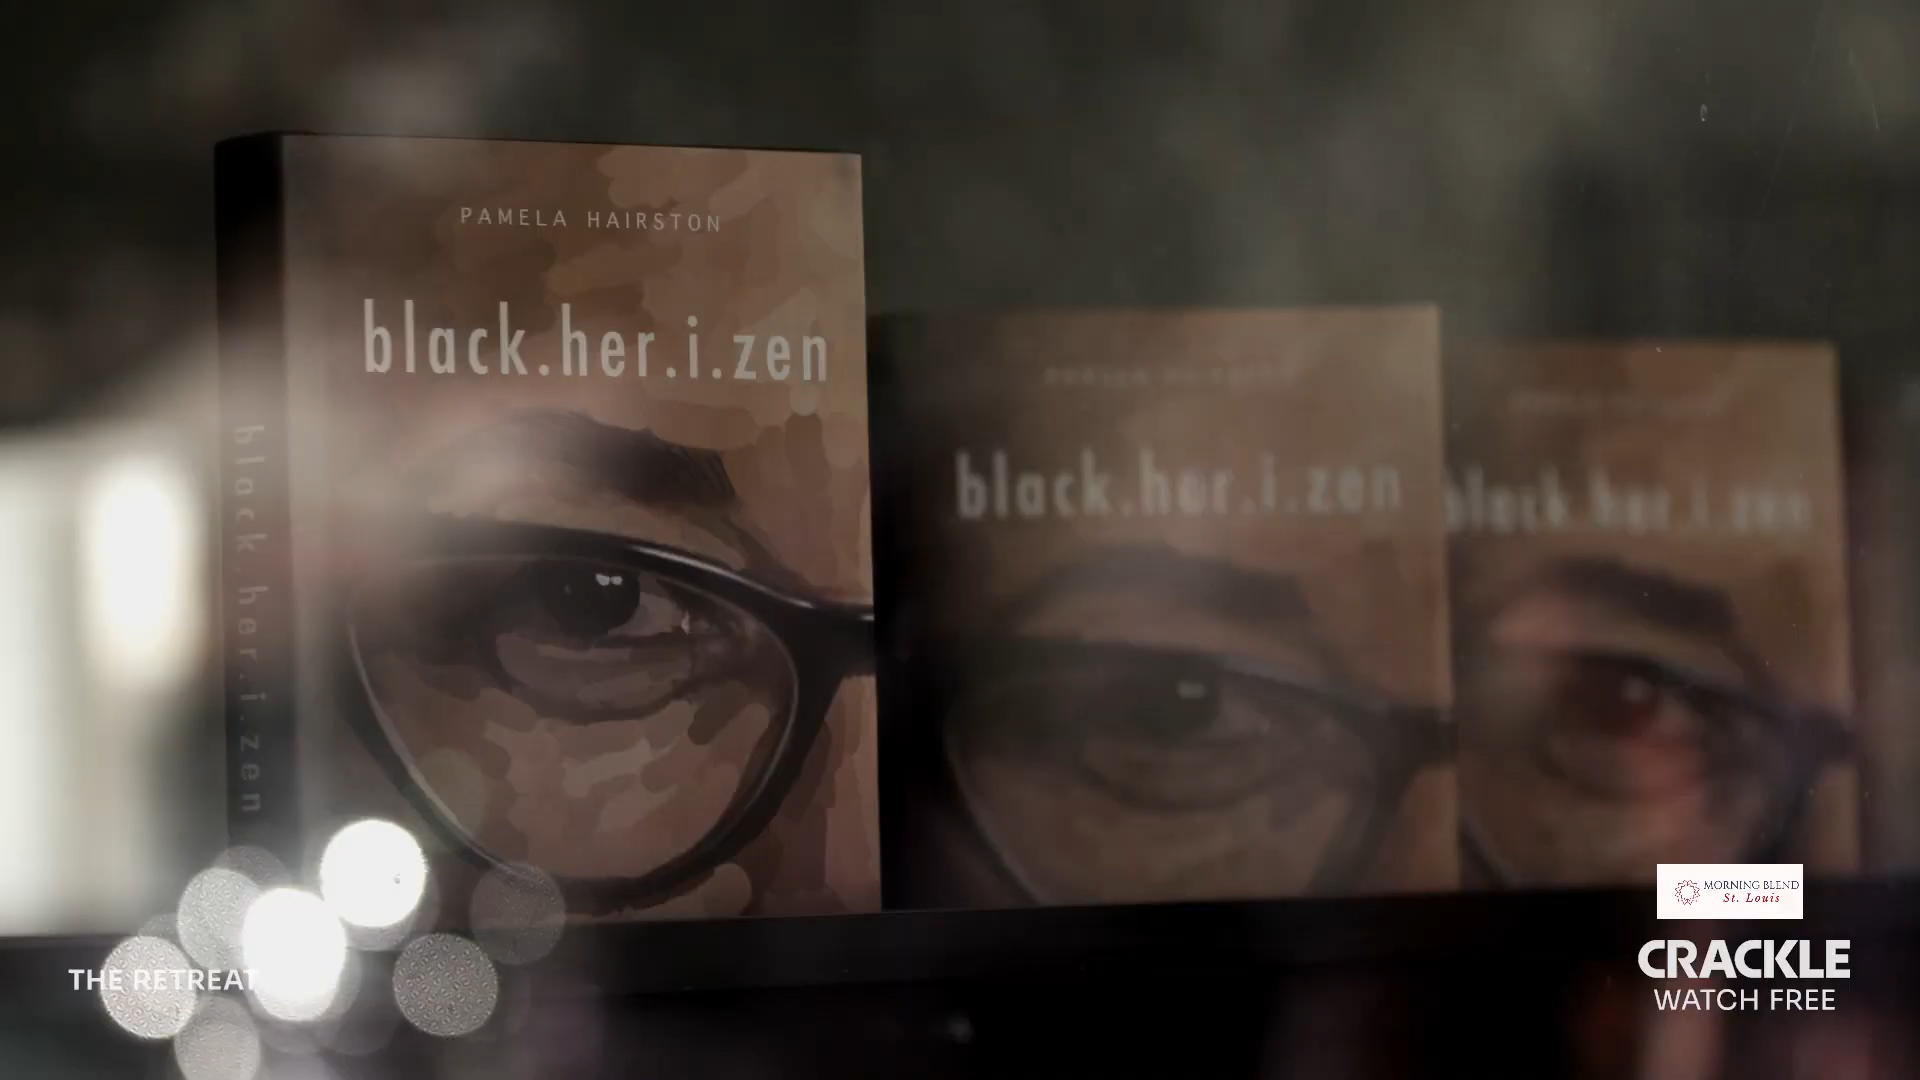 PAMELA HAIRSTON
black.her.i.zen
black.her.i.zen
black.her.i.zen
black.her.i.zen
MORNING BLEND
St. Louis
CRACKLE
WATCH FREE
THE RETREAT